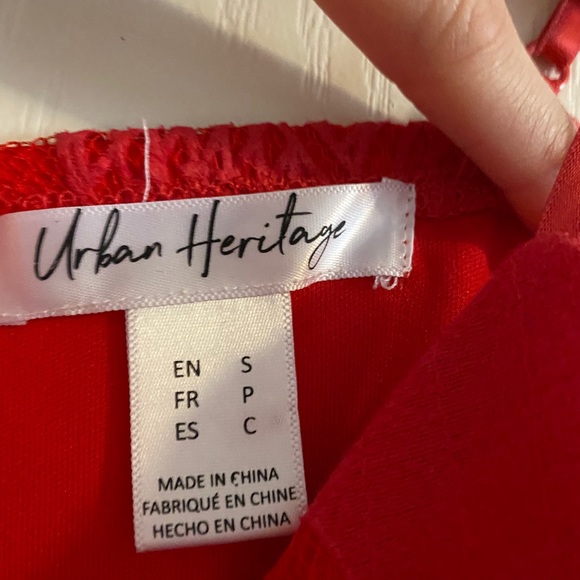 Urban Heritage
EN S
FR P
ES C
MADE IN CHINA
FABRIQUÉ EN CHINE
HECHO EN CHINA